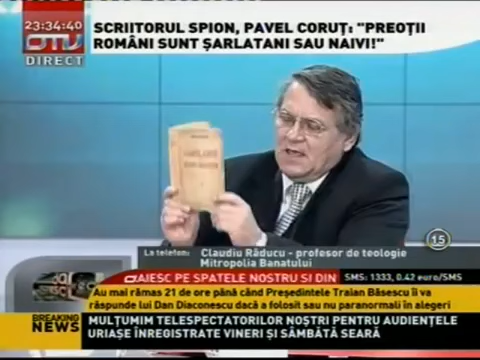 23:34:40
OTV
DIRECT
SCRIITORUL SPION, PAVEL CORUȚ: "PREOȚII
ROMÂNI SUNT ȘARLATANI SAU NAIVI!"
La telefon:
Claudiu Răducu - profesor de teologie
Mitropolia Banatului
15
AIESC PE SPATELE NOSTRU SI DIN
SMS: 1333, 0.42 euro/SMS
Au mai rămas 21 de ore până când Președintele Traian Băsescu îi va
răspunde lui Dan Diaconescu dacă a folosit sau nu paranormali în alegeri
BREAKING
NEWS
MULȚUMIM TELESPECTATORILOR NOȘTRI PENTRU AUDIENȚELE
URIAȘE ÎNREGISTRATE VINERI ȘI SÂMBĂTĂ SEARĂ